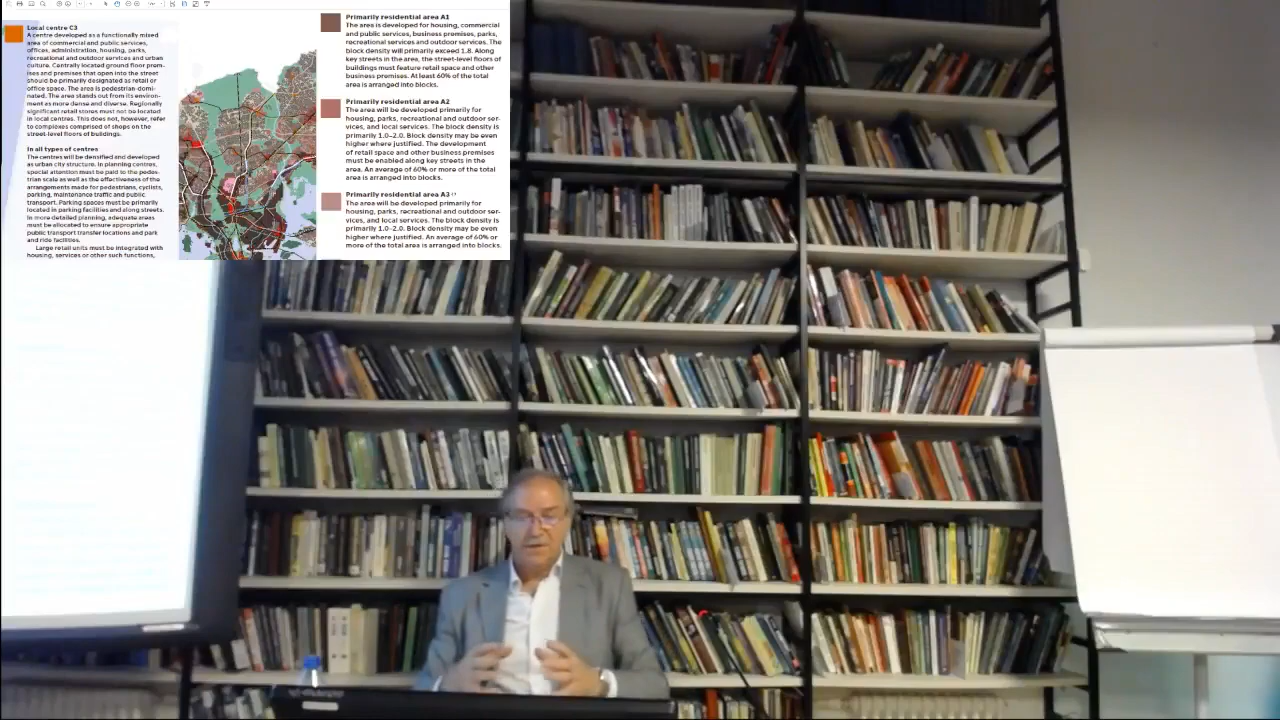 Local centre C3
A centre developed as a functionally mixed
area of commercial and public services,
offices, administration, housing, parks,
recreational and outdoor services and urban
culture. Centrally located ground floor prem-
ises and premises that open into the street
should be primarily designated as retail or
office space. The area is pedestrian-domi-
nated. The area stands out from its environ-
ment as more dense and diverse. Regionally
significant retail stores must not be located
in local centres. This does not, however, refer
to complexes comprised of shops on the
street-level floors of buildings.
In all types of centres
The centres will be densified and developed
as urban city structure. In planning centres,
special attention must be paid to the pedes-
trian scale as well as the effectiveness of the
arrangements made for pedestrians, cyclists,
parking, maintenance traffic and public
transport. Parking spaces must be primarily
located in parking facilities and along streets.
In more detailed planning, adequate areas
must be allocated to ensure appropriate
public transport transfer locations and park
and ride facilities.
Large retail units must be integrated with
housing, services or other such functions,
Primarily residential area A1
The area is developed for housing, commercial
and public services, business premises, parks,
recreational services and outdoor services. The
block density will primarily exceed 1.8. Along
key streets in the area, the street-level floors of
buildings must feature retail space and other
business premises. At least 60% of the total
area is arranged into blocks.
Primarily residential area A2
The area will be developed primarily for
housing, parks, recreational and outdoor ser-
vices, and local services. The block density is
primarily 1.0–2.0. Block density may be even
higher where justified. The development
of retail space and other business premises
must be enabled along key streets in the
area. An average of 60% or more of the total
area is arranged into blocks.
Primarily residential area A3
The area will be developed primarily for
housing, parks, recreational and outdoor ser-
vices, and local services. The block density is
primarily 1.0–2.0. Block density may be even
higher where justified. An average of 60% or
more of the total area is arranged into blocks.